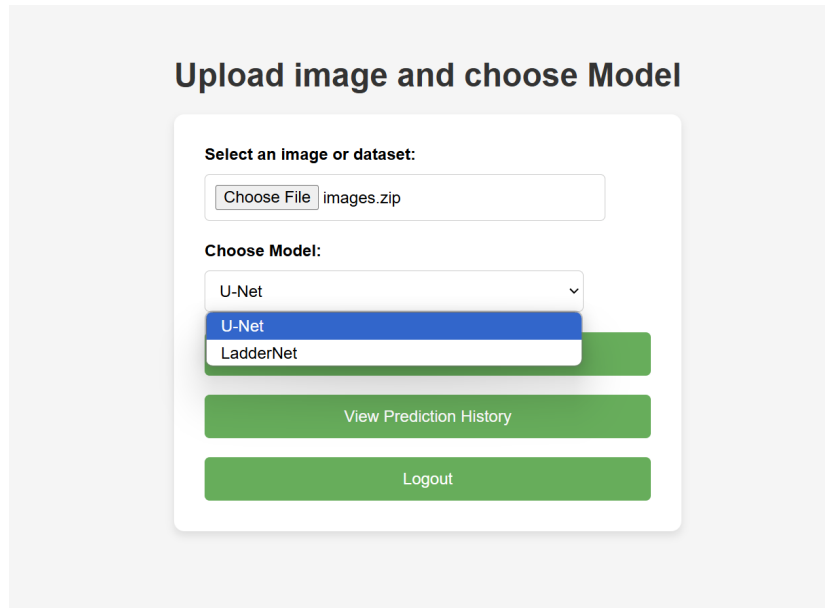 Upload image and choose Model
Select an image or dataset:
Choose File images.zip
Choose Model:
U-Net
U-Net
LadderNet
View Prediction History
Logout